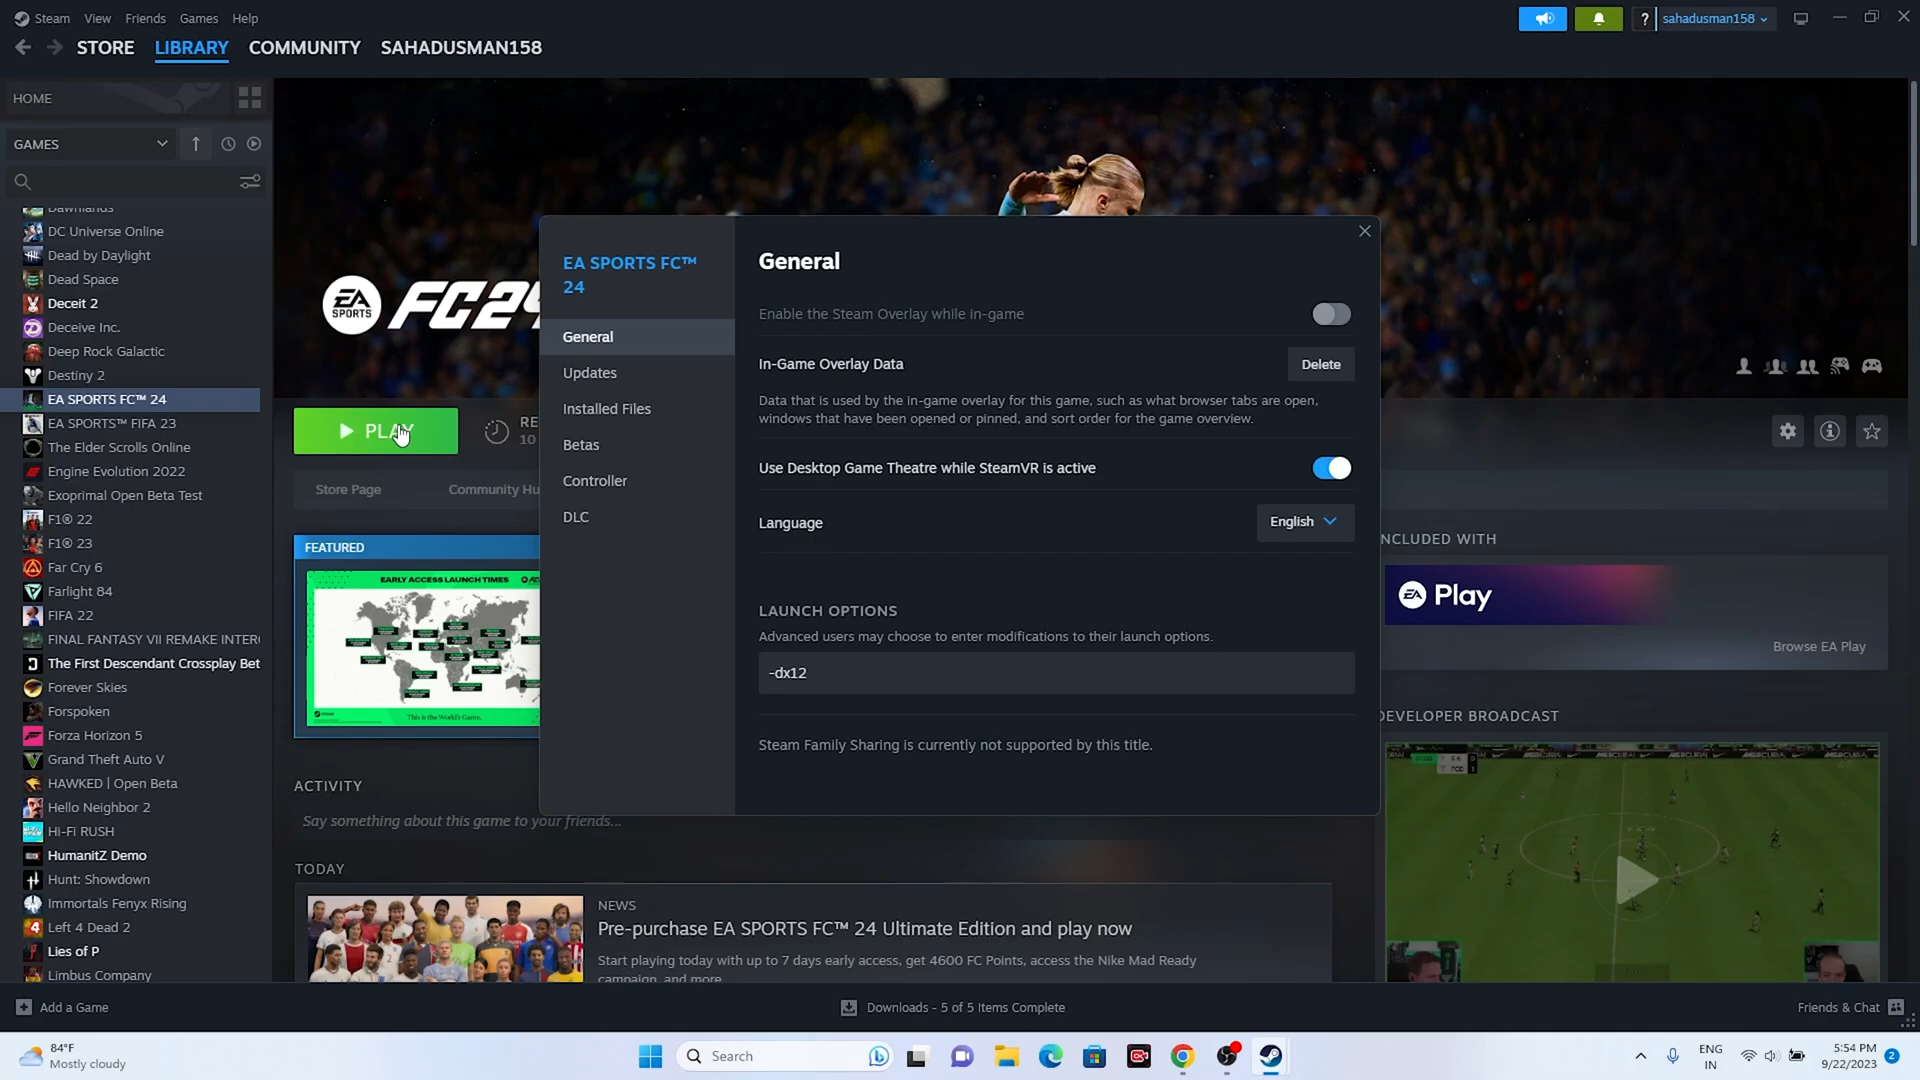 Steam View Friends Games Help
? sahadusman158
STORE LIBRARY COMMUNITY SAHADUSMAN158
HOME
GAMES
Dawnlands
DC Universe Online
Dead by Daylight
Dead Space
Deceit 2
Deceive Inc.
Deep Rock Galactic
Destiny 2
EA SPORTS FC™ 24
EA SPORTS™ FIFA 23
The Elder Scrolls Online
Engine Evolution 2022
Exoprimal Open Beta Test
F1® 22
F1® 23
Far Cry 6
Farlight 84
FIFA 22
FINAL FANTASY VII REMAKE INTER
The First Descendant Crossplay Bet
Forever Skies
Forspoken
Forza Horizon 5
Grand Theft Auto V
HAWKED | Open Beta
Hello Neighbor 2
Hi-Fi RUSH
HumanitZ Demo
Hunt: Showdown
Immortals Fenyx Rising
Left 4 Dead 2
Lies of P
Limbus Company
EA SPORTS FC24
PLAY
RE
10
Store Page Community Hu
FEATURED
EARLY ACCESS LAUNCH TIMES
This is the World's Game.
EA SPORTS FC™ 24
General
Updates
Installed Files
Betas
Controller
DLC
General
Enable the Steam Overlay while in-game
In-Game Overlay Data Delete
Data that is used by the in-game overlay for this game, such as what browser tabs are open,
windows that have been opened or pinned, and sort order for the game overview.
Use Desktop Game Theatre while SteamVR is active
Language English
LAUNCH OPTIONS
Advanced users may choose to enter modifications to their launch options.
-dx12
Steam Family Sharing is currently not supported by this title.
NCLUDED WITH
EA Play
Browse EA Play
DEVELOPER BROADCAST
ACTIVITY
Say something about this game to your friends...
TODAY
NEWS
Pre-purchase EA SPORTS FC™ 24 Ultimate Edition and play now
Start playing today with up to 7 days early access, get 4600 FC Points, access the Nike Mad Ready
campaign, and more
Add a Game
Downloads - 5 of 5 Items Complete
Friends & Chat
84°F
Mostly cloudy
Search
ENG
IN
5:54 PM
9/22/2023
2